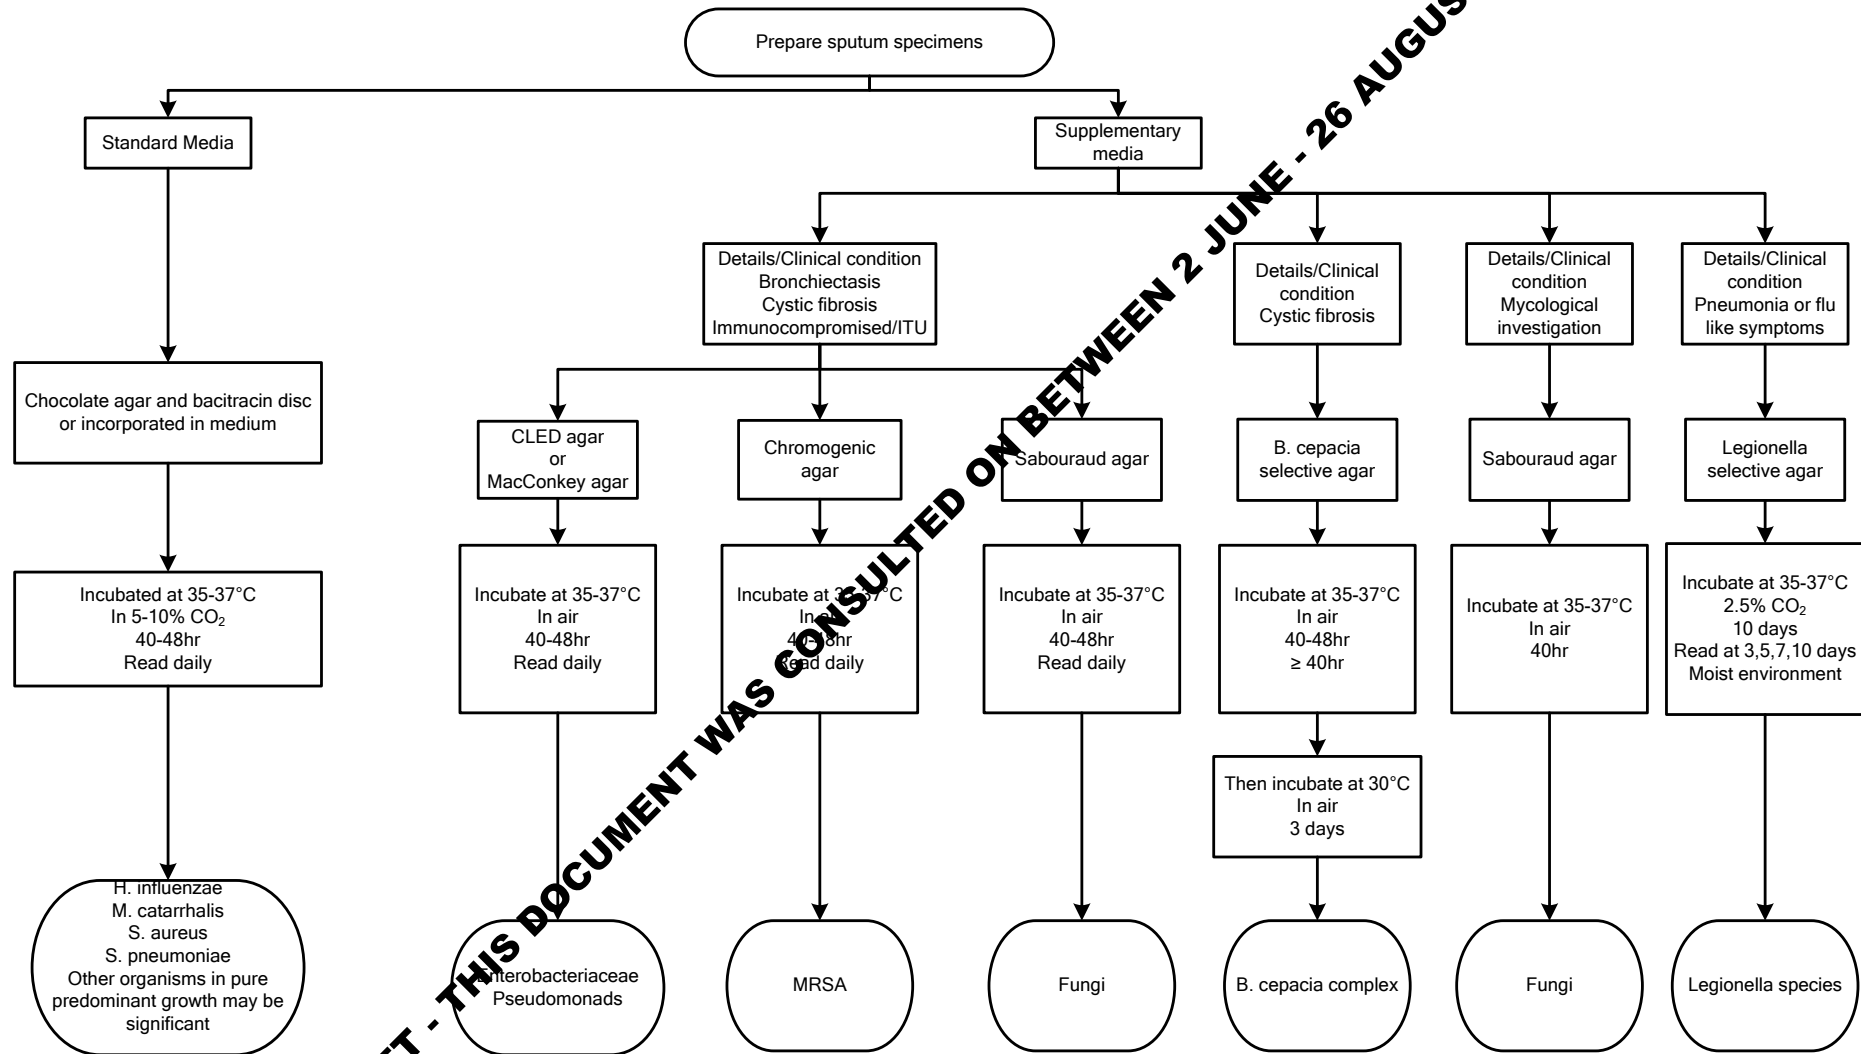 Prepare sputum specimens
Standard Media
Supplementary
media
Details/Clinical condition
Bronchiectasis
Cystic fibrosis
Immunocompromised/ITU
Details/Clinical
condition
Cystic fibrosis
Details/Clinical
condition
Mycological
investigation
Details/Clinical
condition
Pneumonia or flu
like symptoms
Chocolate agar and bacitracin disc
or incorporated in medium
CLED agar
or
MacConkey agar
Chromogenic
agar
Sabouraud agar
B. cepacia
selective agar
Sabouraud agar
Legionella
selective agar
Incubated at 35-37°C
In 5-10% CO₂
40-48hr
Read daily
Incubate at 35-37°C
In air
40-48hr
Read daily
Incubate at 35-37°C
In air
40-48hr
Read daily
Incubate at 35-37°C
In air
40-48hr
Read daily
Incubate at 35-37°C
In air
40-48hr
≥ 40hr
Incubate at 35-37°C
In air
40hr
Incubate at 35-37°C
2.5% CO₂
10 days
Read at 3,5,7,10 days
Moist environment
Then incubate at 30°C
In air
3 days
H. influenzae
M. catarrhalis
S. aureus
S. pneumoniae
Other organisms in pure
predominant growth may be
significant
Enterobacteriaceae
Pseudomonads
MRSA
Fungi
B. cepacia complex
Fungi
Legionella species
- THIS DOCUMENT WAS CONSULTED ON BETWEEN 2 JUNE - 26 AUGUS